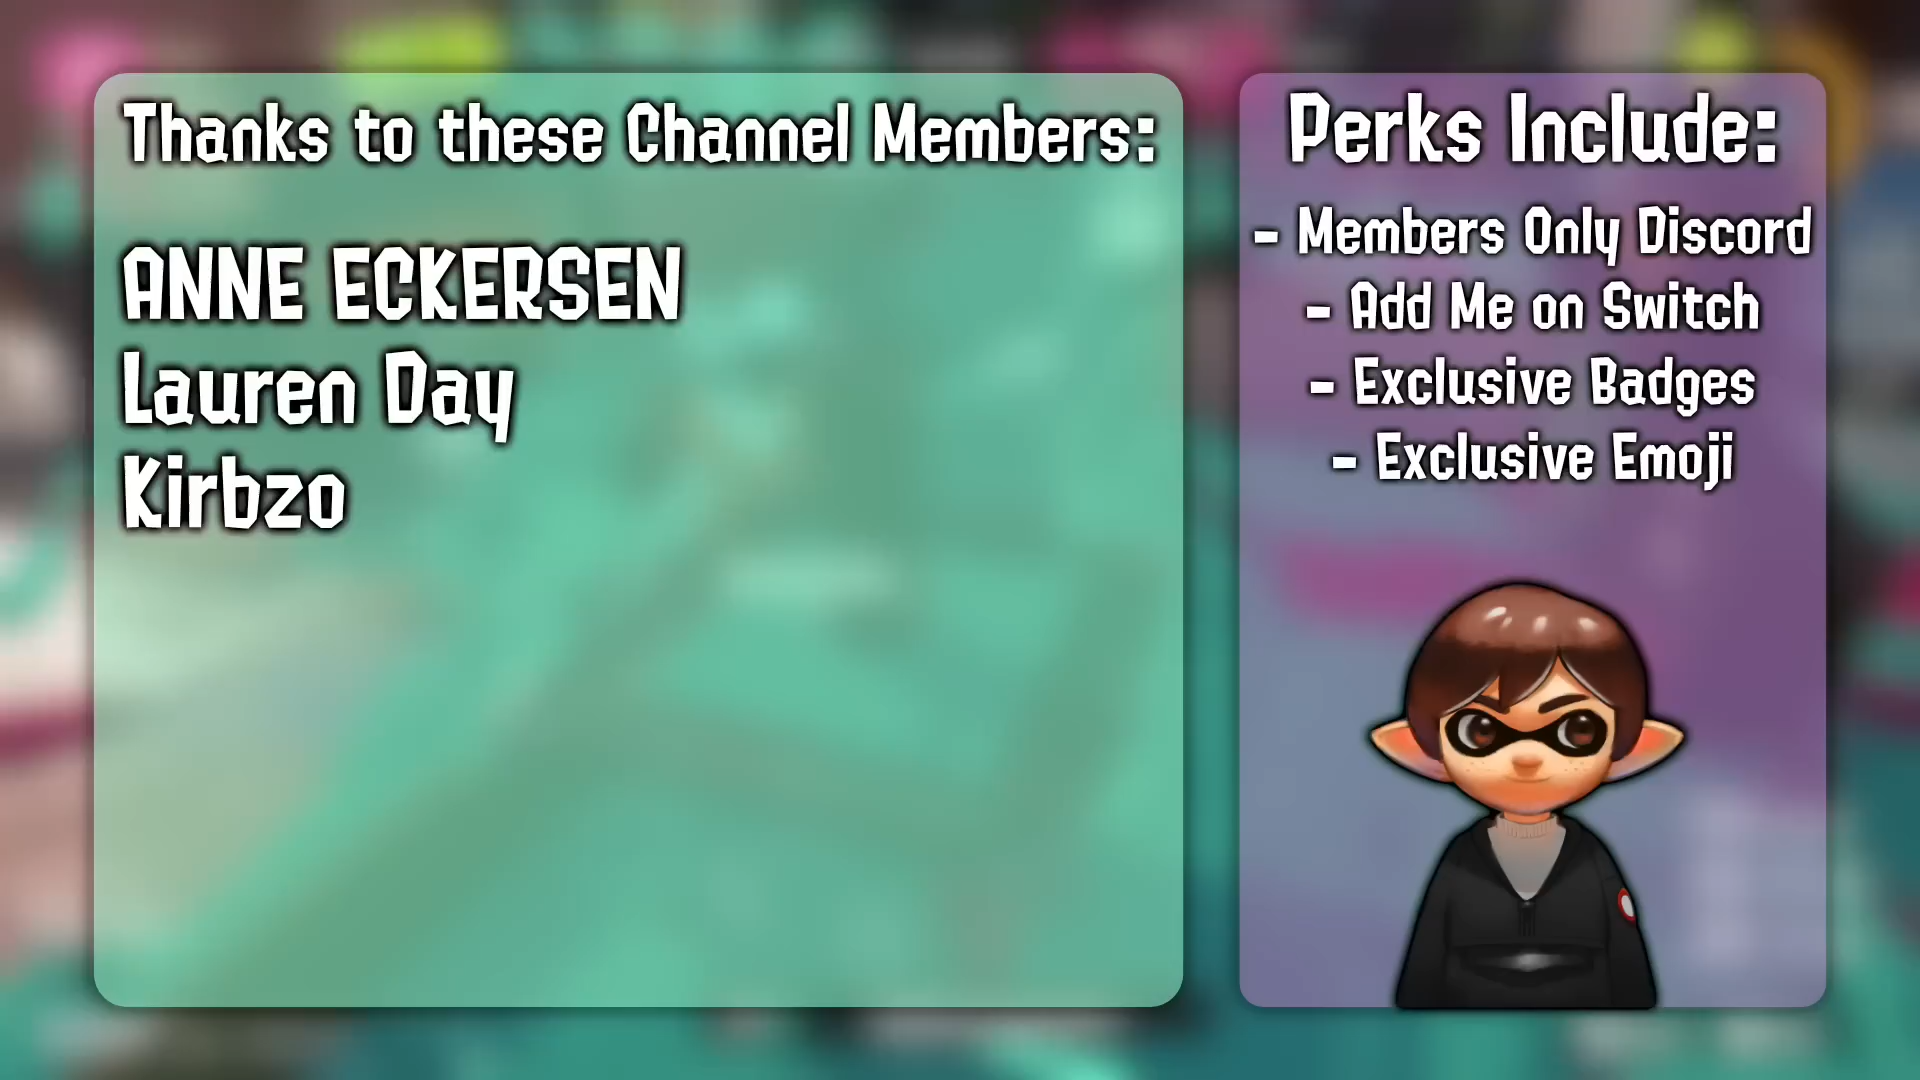 Thanks to these Channel Members:
ANNE ECKERSEN
Lauren Day
Kirbzo
Perks Include:
- Members Only Discord
- Add Me on Switch
- Exclusive Badges
- Exclusive Emoji